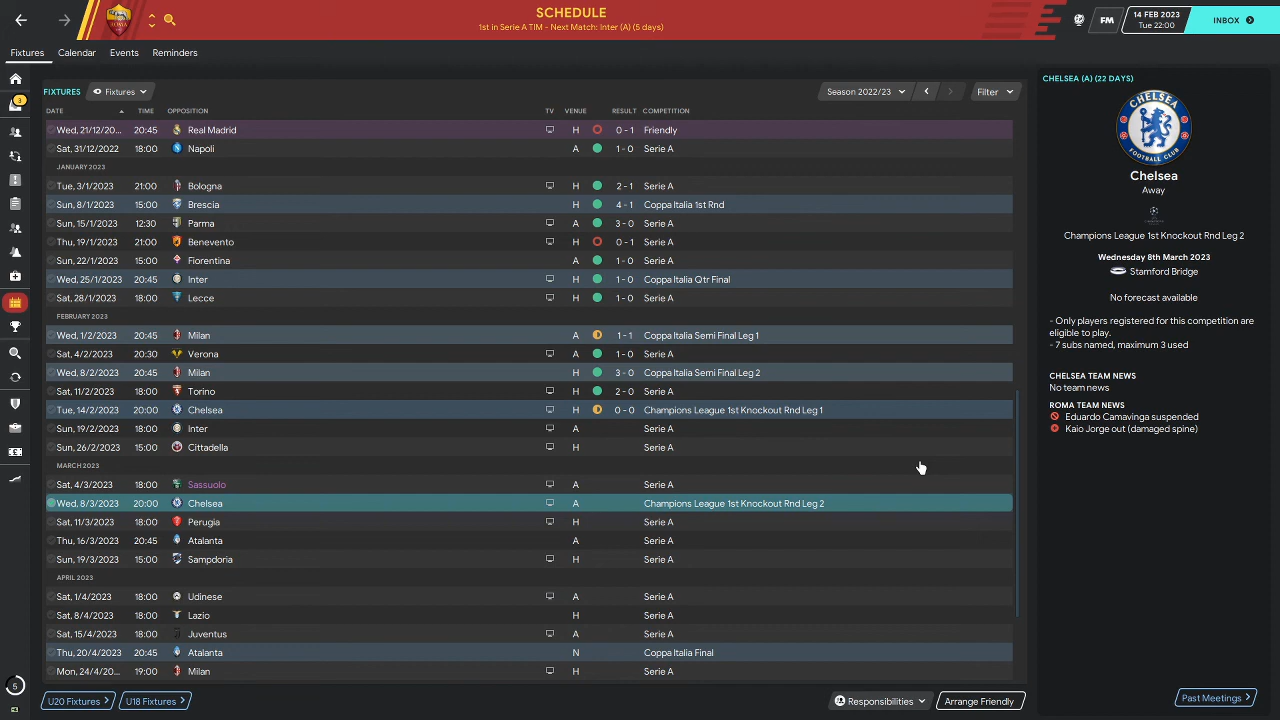 SCHEDULE
1st in Serie A TIM - Next Match: Inter (A) (5 days)
FM
14 FEB 2023
Tue 22:00
INBOX
Fixtures Calendar Events Reminders
3
FIXTURES Fixtures Season 2022/23 Filter
DATE TIME OPPOSITION TV VENUE RESULT COMPETITION
Wed, 21/12/20... 20:45 Real Madrid H 0 - 1 Friendly
Sat, 31/12/2022 18:00 Napoli A 1 - 0 Serie A
JANUARY 2023
Tue, 3/1/2023 21:00 Bologna H 2 - 1 Serie A
Sun, 8/1/2023 15:00 Brescia H 4 - 1 Coppa Italia 1st Rnd
Sun, 15/1/2023 12:30 Parma A 3 - 0 Serie A
Thu, 19/1/2023 21:00 Benevento H 0 - 1 Serie A
Sun, 22/1/2023 15:00 Fiorentina A 1 - 0 Serie A
Wed, 25/1/2023 20:45 Inter H 1 - 0 Coppa Italia Qtr Final
Sat, 28/1/2023 18:00 Lecce H 1 - 0 Serie A
FEBRUARY 2023
Wed, 1/2/2023 20:45 Milan A 1 - 1 Coppa Italia Semi Final Leg 1
Sat, 4/2/2023 20:30 Verona A 1 - 0 Serie A
Wed, 8/2/2023 20:45 Milan H 3 - 0 Coppa Italia Semi Final Leg 2
Sat, 11/2/2023 18:00 Torino H 2 - 0 Serie A
Tue, 14/2/2023 20:00 Chelsea H 0 - 0 Champions League 1st Knockout Rnd Leg 1
Sun, 19/2/2023 18:00 Inter A Serie A
Sun, 26/2/2023 15:00 Cittadella H Serie A
MARCH 2023
Sat, 4/3/2023 18:00 Sassuolo A Serie A
Wed, 8/3/2023 20:00 Chelsea A Champions League 1st Knockout Rnd Leg 2
Sat, 11/3/2023 18:00 Perugia H Serie A
Thu, 16/3/2023 20:45 Atalanta A Serie A
Sun, 19/3/2023 15:00 Sampdoria H Serie A
APRIL 2023
Sat, 1/4/2023 18:00 Udinese A Serie A
Sat, 8/4/2023 18:00 Lazio H Serie A
Sat, 15/4/2023 18:00 Juventus A Serie A
Thu, 20/4/2023 20:45 Atalanta N Coppa Italia Final
Mon, 24/4/20... 19:00 Milan H Serie A
5
U20 Fixtures U18 Fixtures Responsibilities Arrange Friendly
CHELSEA (A) (22 DAYS)
CHELSEA
FOOTBALL CLUB
Chelsea
Away
Champions League 1st Knockout Rnd Leg 2
Wednesday 8th March 2023
Stamford Bridge
No forecast available
- Only players registered for this competition are
eligible to play.
- 7 subs named, maximum 3 used
CHELSEA TEAM NEWS
No team news
ROMA TEAM NEWS
Eduardo Camavinga suspended
Kaio Jorge out (damaged spine)
Past Meetings